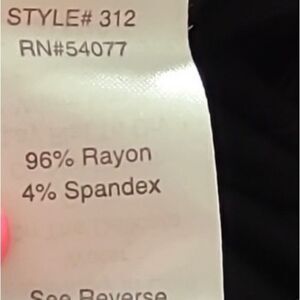 STYLE# 312
RN#54077
96% Rayon
4% Spandex
See Reverse